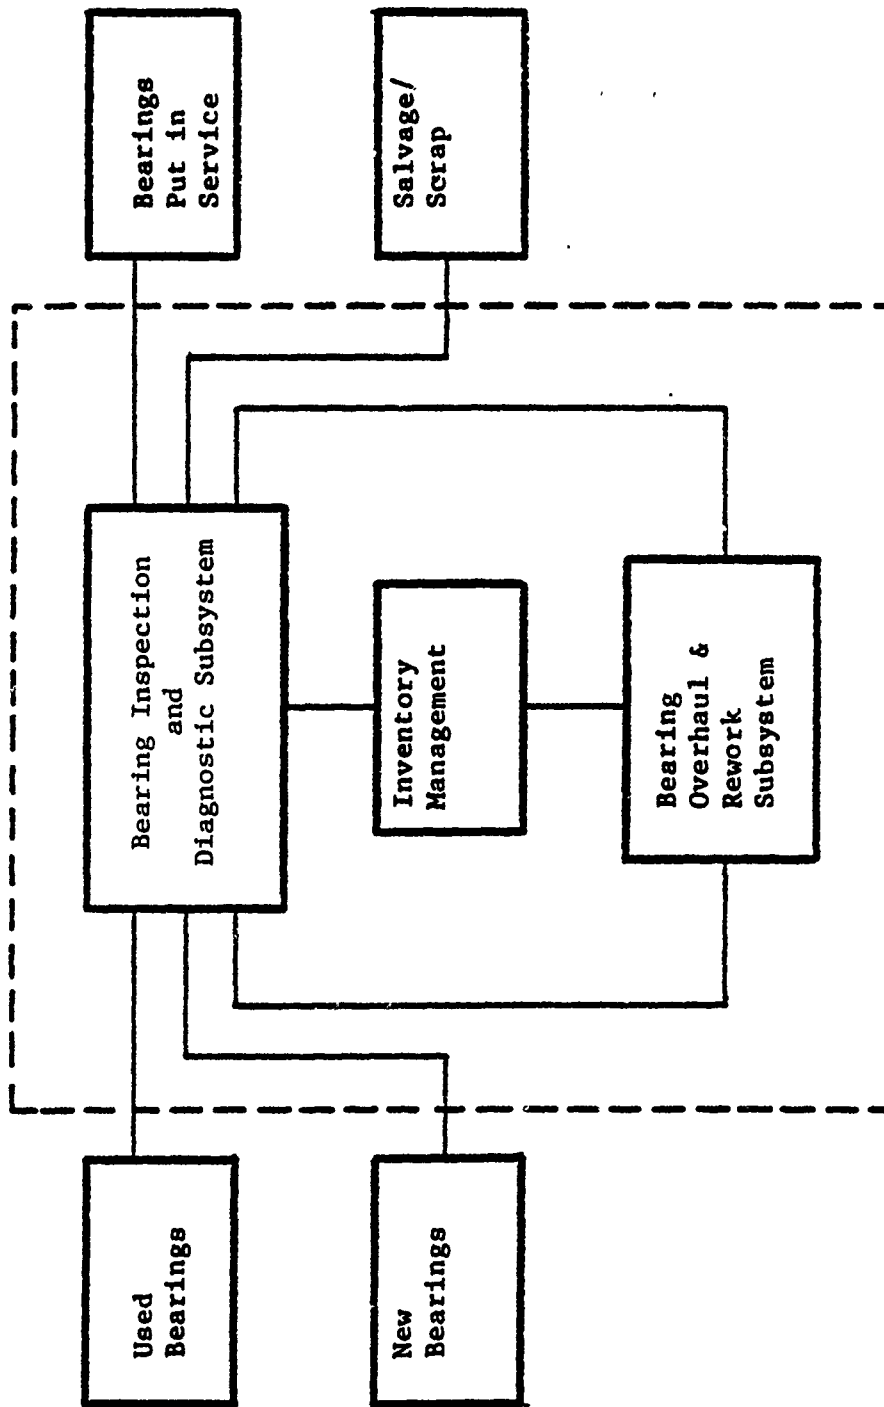 Used
Bearings
New
Bearings
Bearing Inspection
and
Diagnostic Subsystem
Inventory
Management
Bearing
Overhaul &
Rework
Subsystem
Bearings
Put in
Service
Salvage/
Scrap